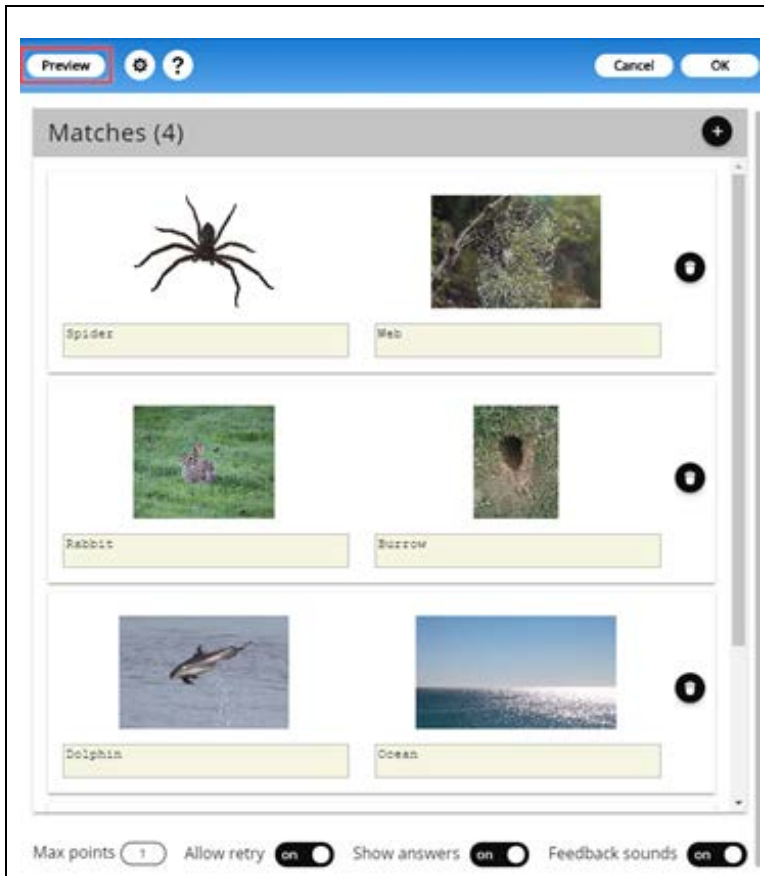 Preview ? Cancel OK
Matches (4) +
Spider Web
Rabbit Burrow
Dolphin Ocean
Max points 1 Allow retry on Show answers on Feedback sounds on